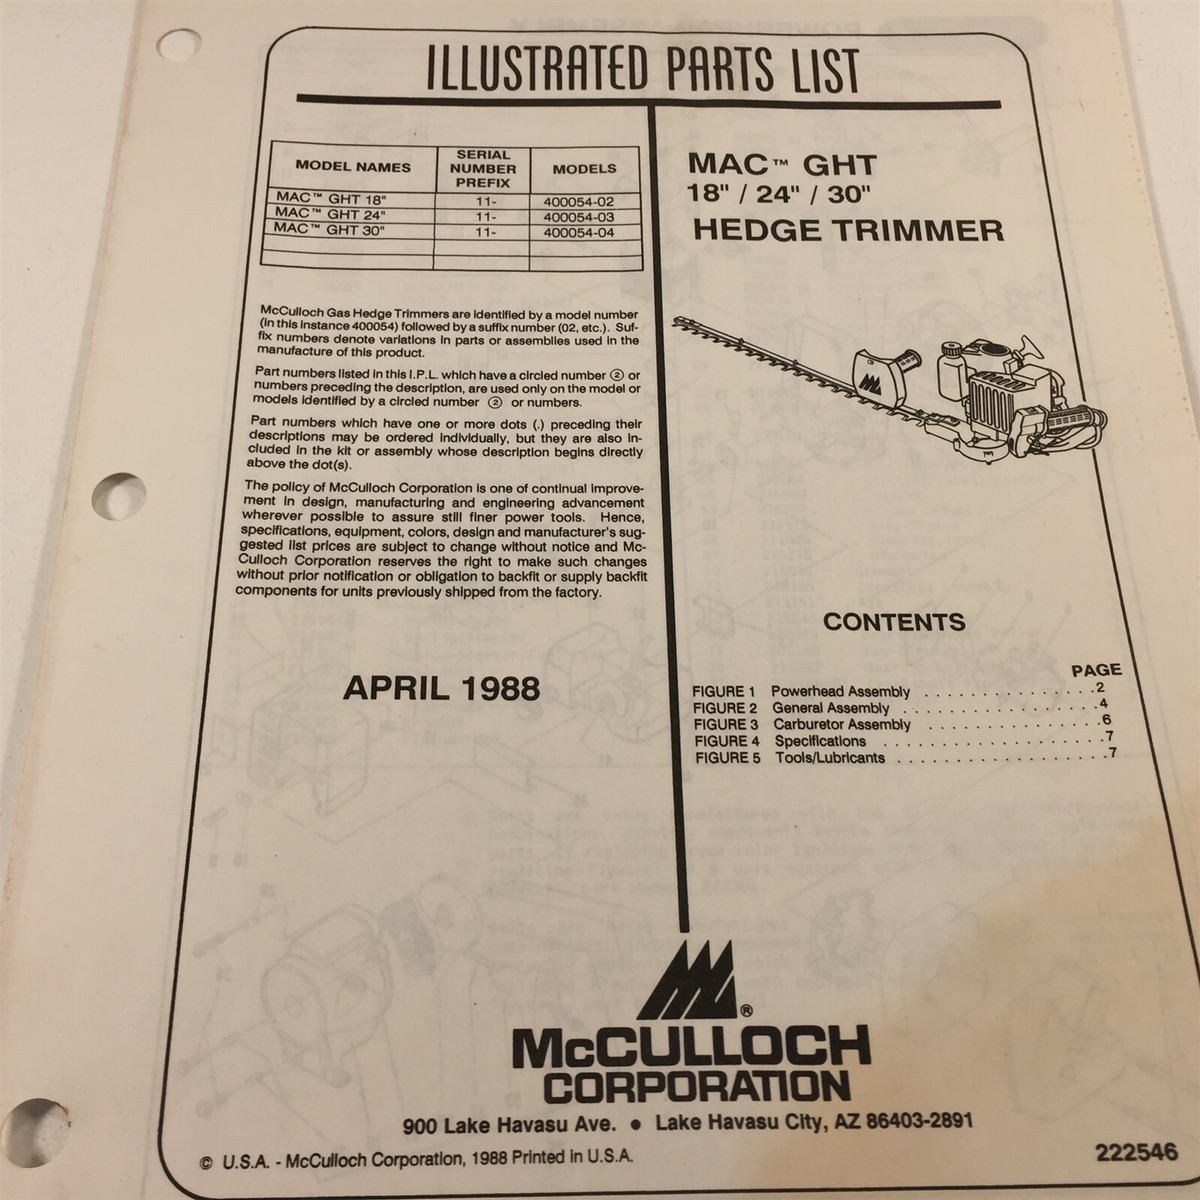 ILLUSTRATED PARTS LIST
MODEL NAMES
SERIAL
NUMBER
PREFIX
MODELS
MAC™ GHT 18" 11- 400054-02
MAC™ GHT 24" 11- 400054-03
MAC™ GHT 30" 11- 400054-04
McCulloch Gas Hedge Trimmers are identified by a model number
(in this instance 400054) followed by a suffix number (02, etc.). Suf-
fix numbers denote variations in parts or assemblies used in the
manufacture of this product.
Part numbers listed in this I.P.L. which have a circled number ② or
numbers preceding the description, are used only on the model or
models identified by a circled number ② or numbers.
Part numbers which have one or more dots (.) preceding their
descriptions may be ordered individually, but they are also in-
cluded in the kit or assembly whose description begins directly
above the dot(s).
The policy of McCulloch Corporation is one of continual improve-
ment in design, manufacturing and engineering advancement
wherever possible to assure still finer power tools. Hence,
specifications, equipment, colors, design and manufacturer's sug-
gested list prices are subject to change without notice and Mc-
Culloch Corporation reserves the right to make such changes
without prior notification or obligation to backfit or supply backfit
components for units previously shipped from the factory.
APRIL 1988
MAC™ GHT
18" / 24" / 30"
HEDGE TRIMMER
CONTENTS
PAGE
FIGURE 1 Powerhead Assembly . . . . . . . . . . . . . . . 2
FIGURE 2 General Assembly . . . . . . . . . . . . . . . . . 4
FIGURE 3 Carburetor Assembly . . . . . . . . . . . . . . . 6
FIGURE 4 Specifications . . . . . . . . . . . . . . . . . . . 7
FIGURE 5 Tools/Lubricants . . . . . . . . . . . . . . . . . . 7
®
McCULLOCH
CORPORATION
900 Lake Havasu Ave. ● Lake Havasu City, AZ 86403-2891
© U.S.A. - McCulloch Corporation, 1988 Printed in U.S.A.
222546